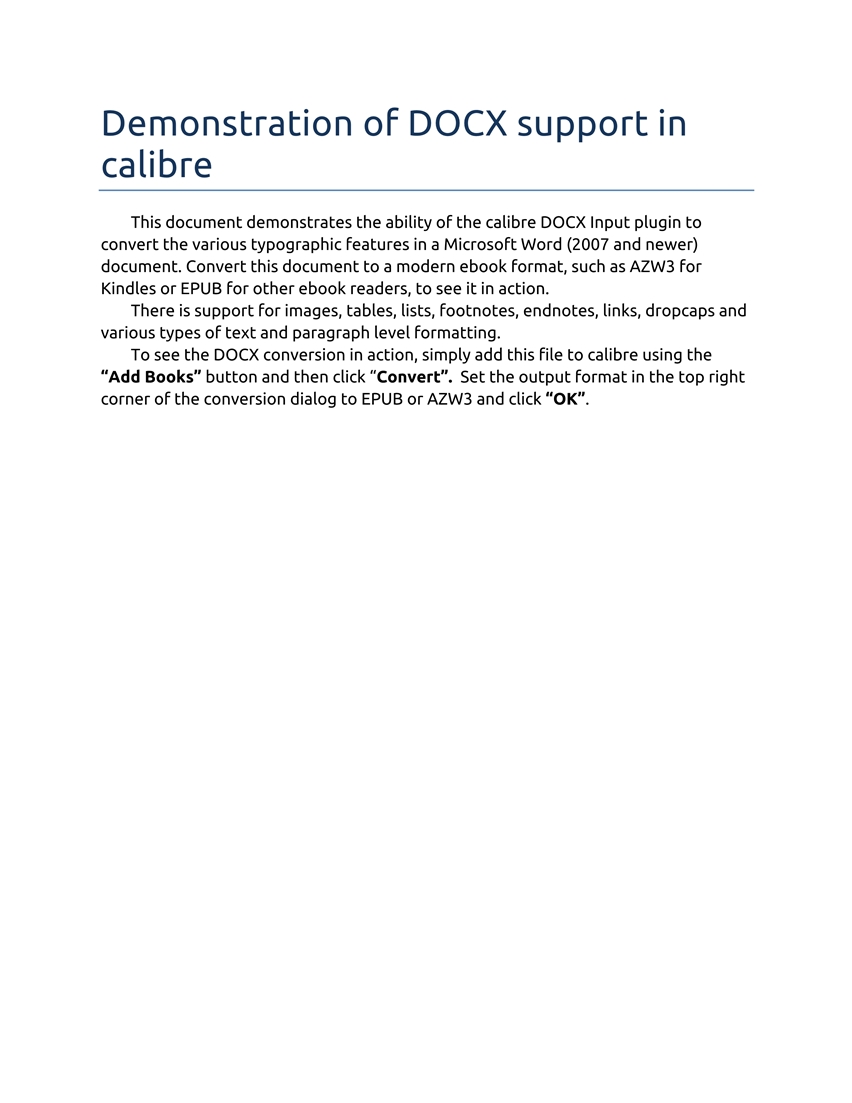 Demonstration of DOCX support in
calibre
This document demonstrates the ability of the calibre DOCX Input plugin to
convert the various typographic features in a Microsoft Word (2007 and newer)
document. Convert this document to a modern ebook format, such as AZW3 for
Kindles or EPUB for other ebook readers, to see it in action.
There is support for images, tables, lists, footnotes, endnotes, links, dropcaps and
various types of text and paragraph level formatting.
To see the DOCX conversion in action, simply add this file to calibre using the
“Add Books” button and then click “Convert”.  Set the output format in the top right
corner of the conversion dialog to EPUB or AZW3 and click “OK”.